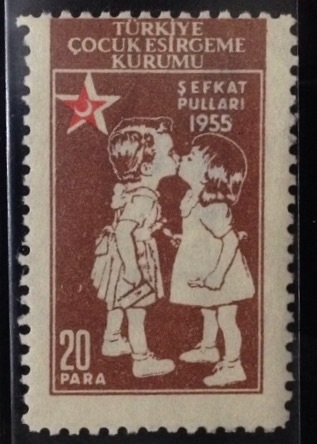 TÜRKİYE
ÇOCUK ESİRGEME
KURUMU
ŞEFKAT
PULLARI
1955
20
PARA